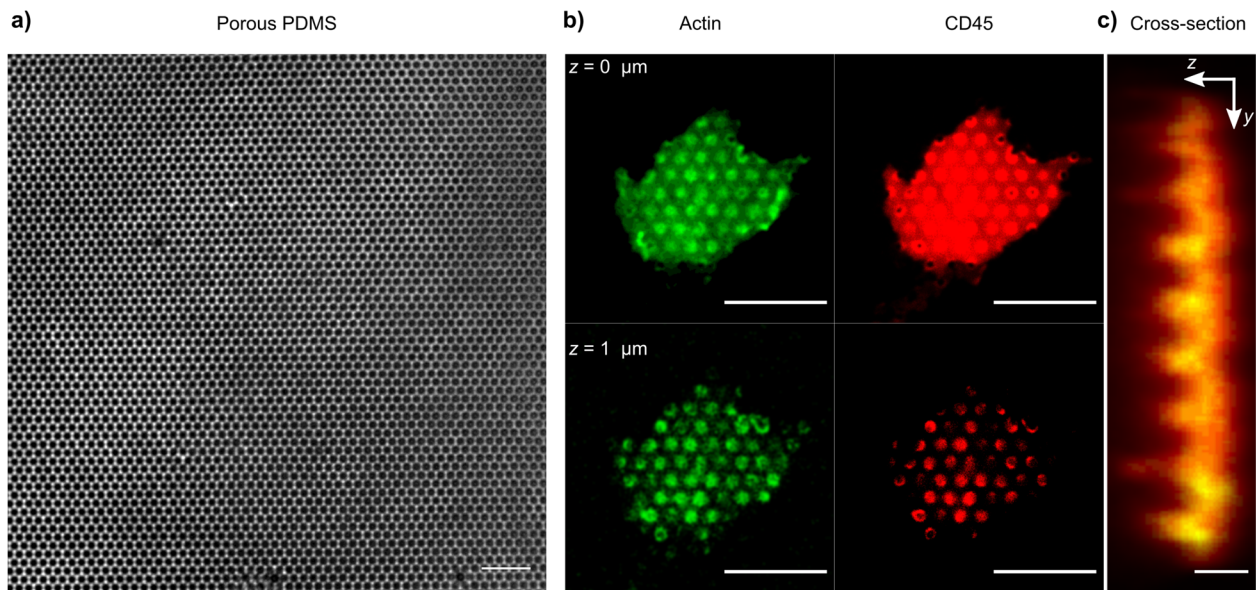 a) Porous PDMS
b) Actin CD45
c) Cross-section
z = 0 µm
z
y
z = 1 µm